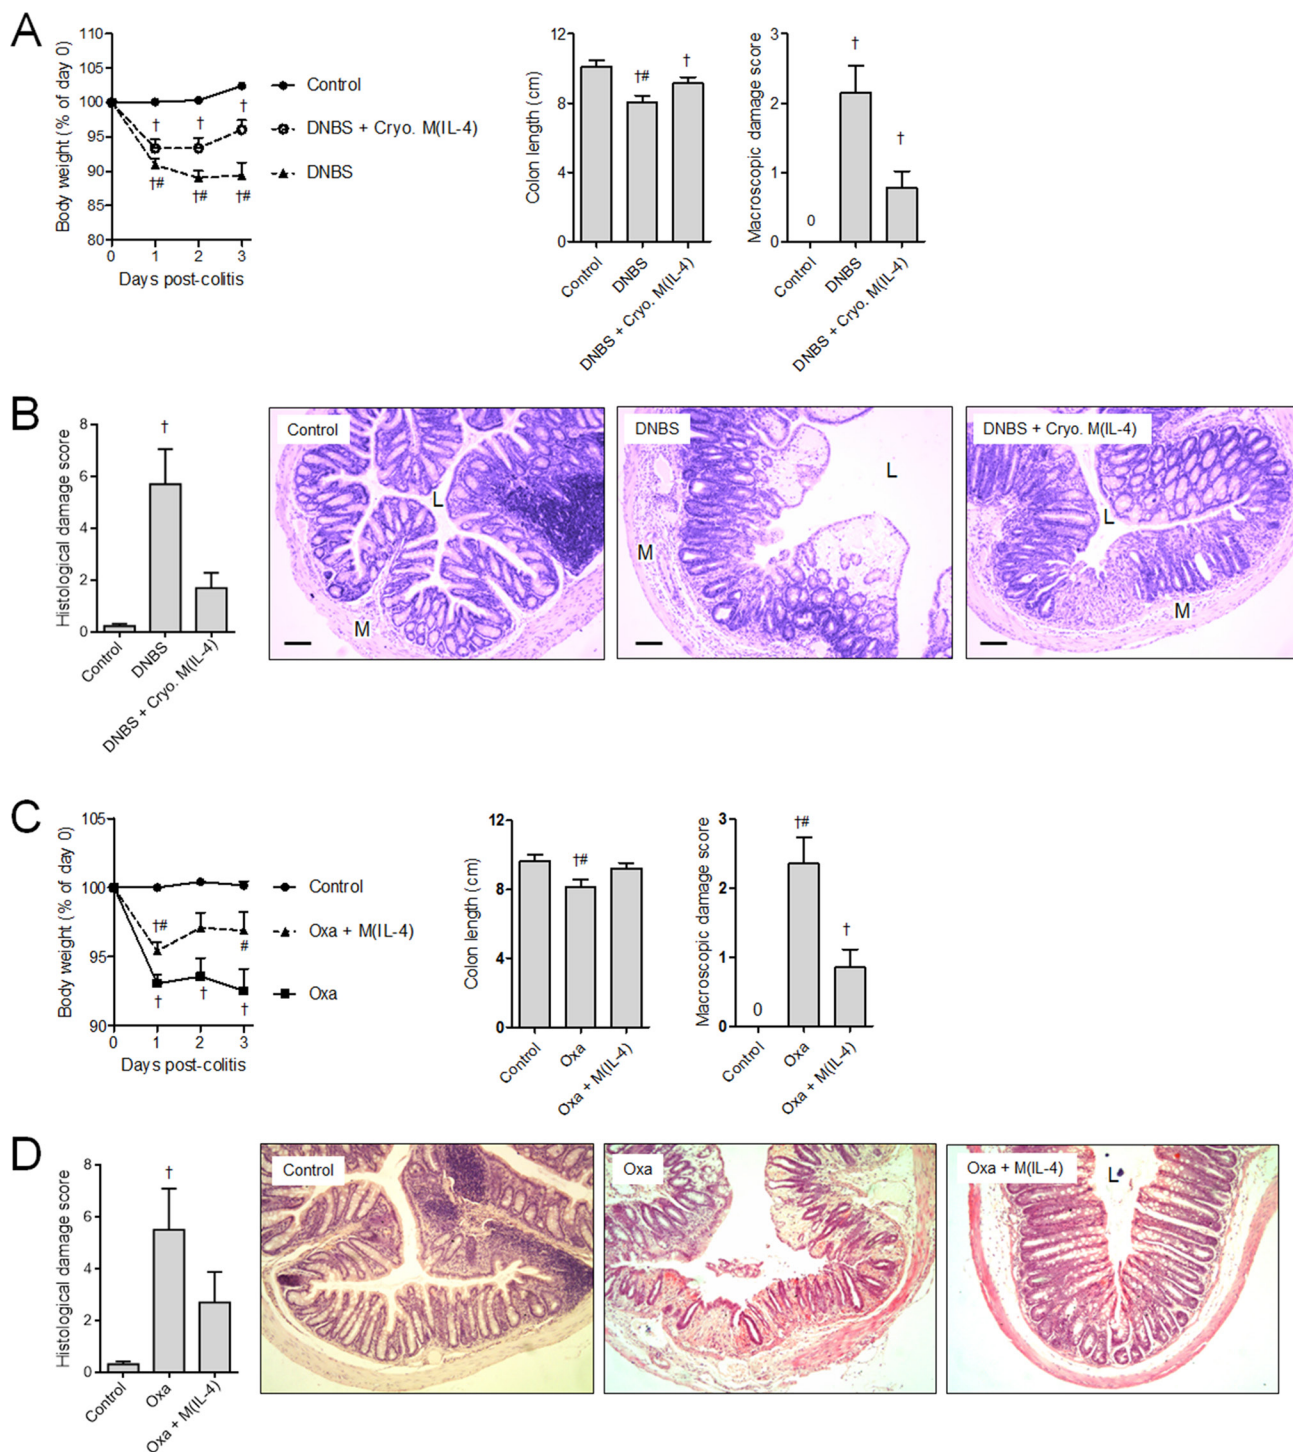 A
110
105
100
95
90
85
80
0
1
2
3
Body weight (% of day 0)
Days post-colitis
†
†
†
†#
†#
†#
Control
DNBS + Cryo. M(IL-4)
DNBS
12
8
4
0
Colon length (cm)
†#
†
Control
DNBS
DNBS + Cryo. M(IL-4)
3
2
1
0
Macroscopic damage score
0
†
†
Control
DNBS
DNBS + Cryo. M(IL-4)
B
8
6
4
2
0
Histological damage score
†
Control
DNBS
DNBS + Cryo. M(IL-4)
Control
L
M
DNBS
L
M
DNBS + Cryo. M(IL-4)
L
M
C
105
100
95
90
0
1
2
3
Body weight (% of day 0)
Days post-colitis
†#
#
†
†
†
Control
Oxa + M(IL-4)
Oxa
12
8
4
0
Colon length (cm)
†#
Control
Oxa
Oxa + M(IL-4)
3
2
1
0
Macroscopic damage score
0
†#
†
Control
Oxa
Oxa + M(IL-4)
D
8
6
4
2
0
Histological damage score
†
Control
Oxa
Oxa + M(IL-4)
Control
Oxa
Oxa + M(IL-4)
L